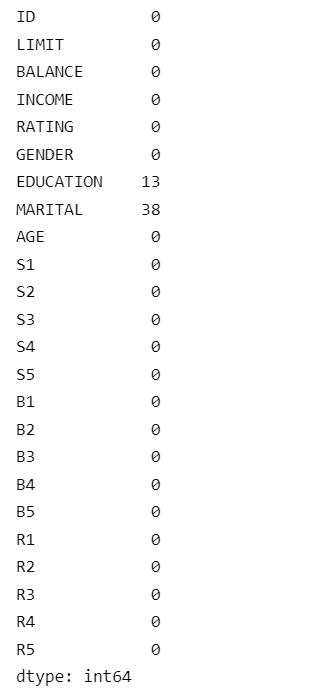 ID 0
LIMIT 0
BALANCE 0
INCOME 0
RATING 0
GENDER 0
EDUCATION 13
MARITAL 38
AGE 0
S1 0
S2 0
S3 0
S4 0
S5 0
B1 0
B2 0
B3 0
B4 0
B5 0
R1 0
R2 0
R3 0
R4 0
R5 0
dtype: int64